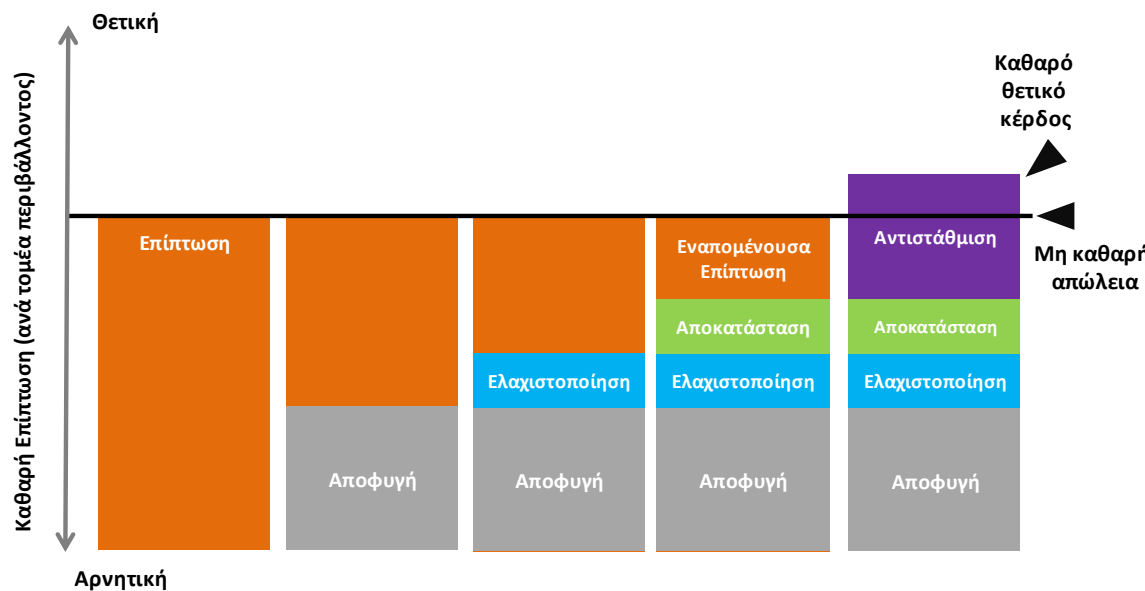 Θετική
Καθαρή Επίπτωση (ανά τομέα περιβάλλοντος)
Αρνητική
Επίπτωση
Αποφυγή
Ελαχιστοποίηση
Αποφυγή
Εναπομένουσα
Επίπτωση
Αποκατάσταση
Ελαχιστοποίηση
Αποφυγή
Αντιστάθμιση
Αποκατάσταση
Ελαχιστοποίηση
Αποφυγή
Καθαρό
θετικό
κέρδος
Μη καθαρή
απώλεια